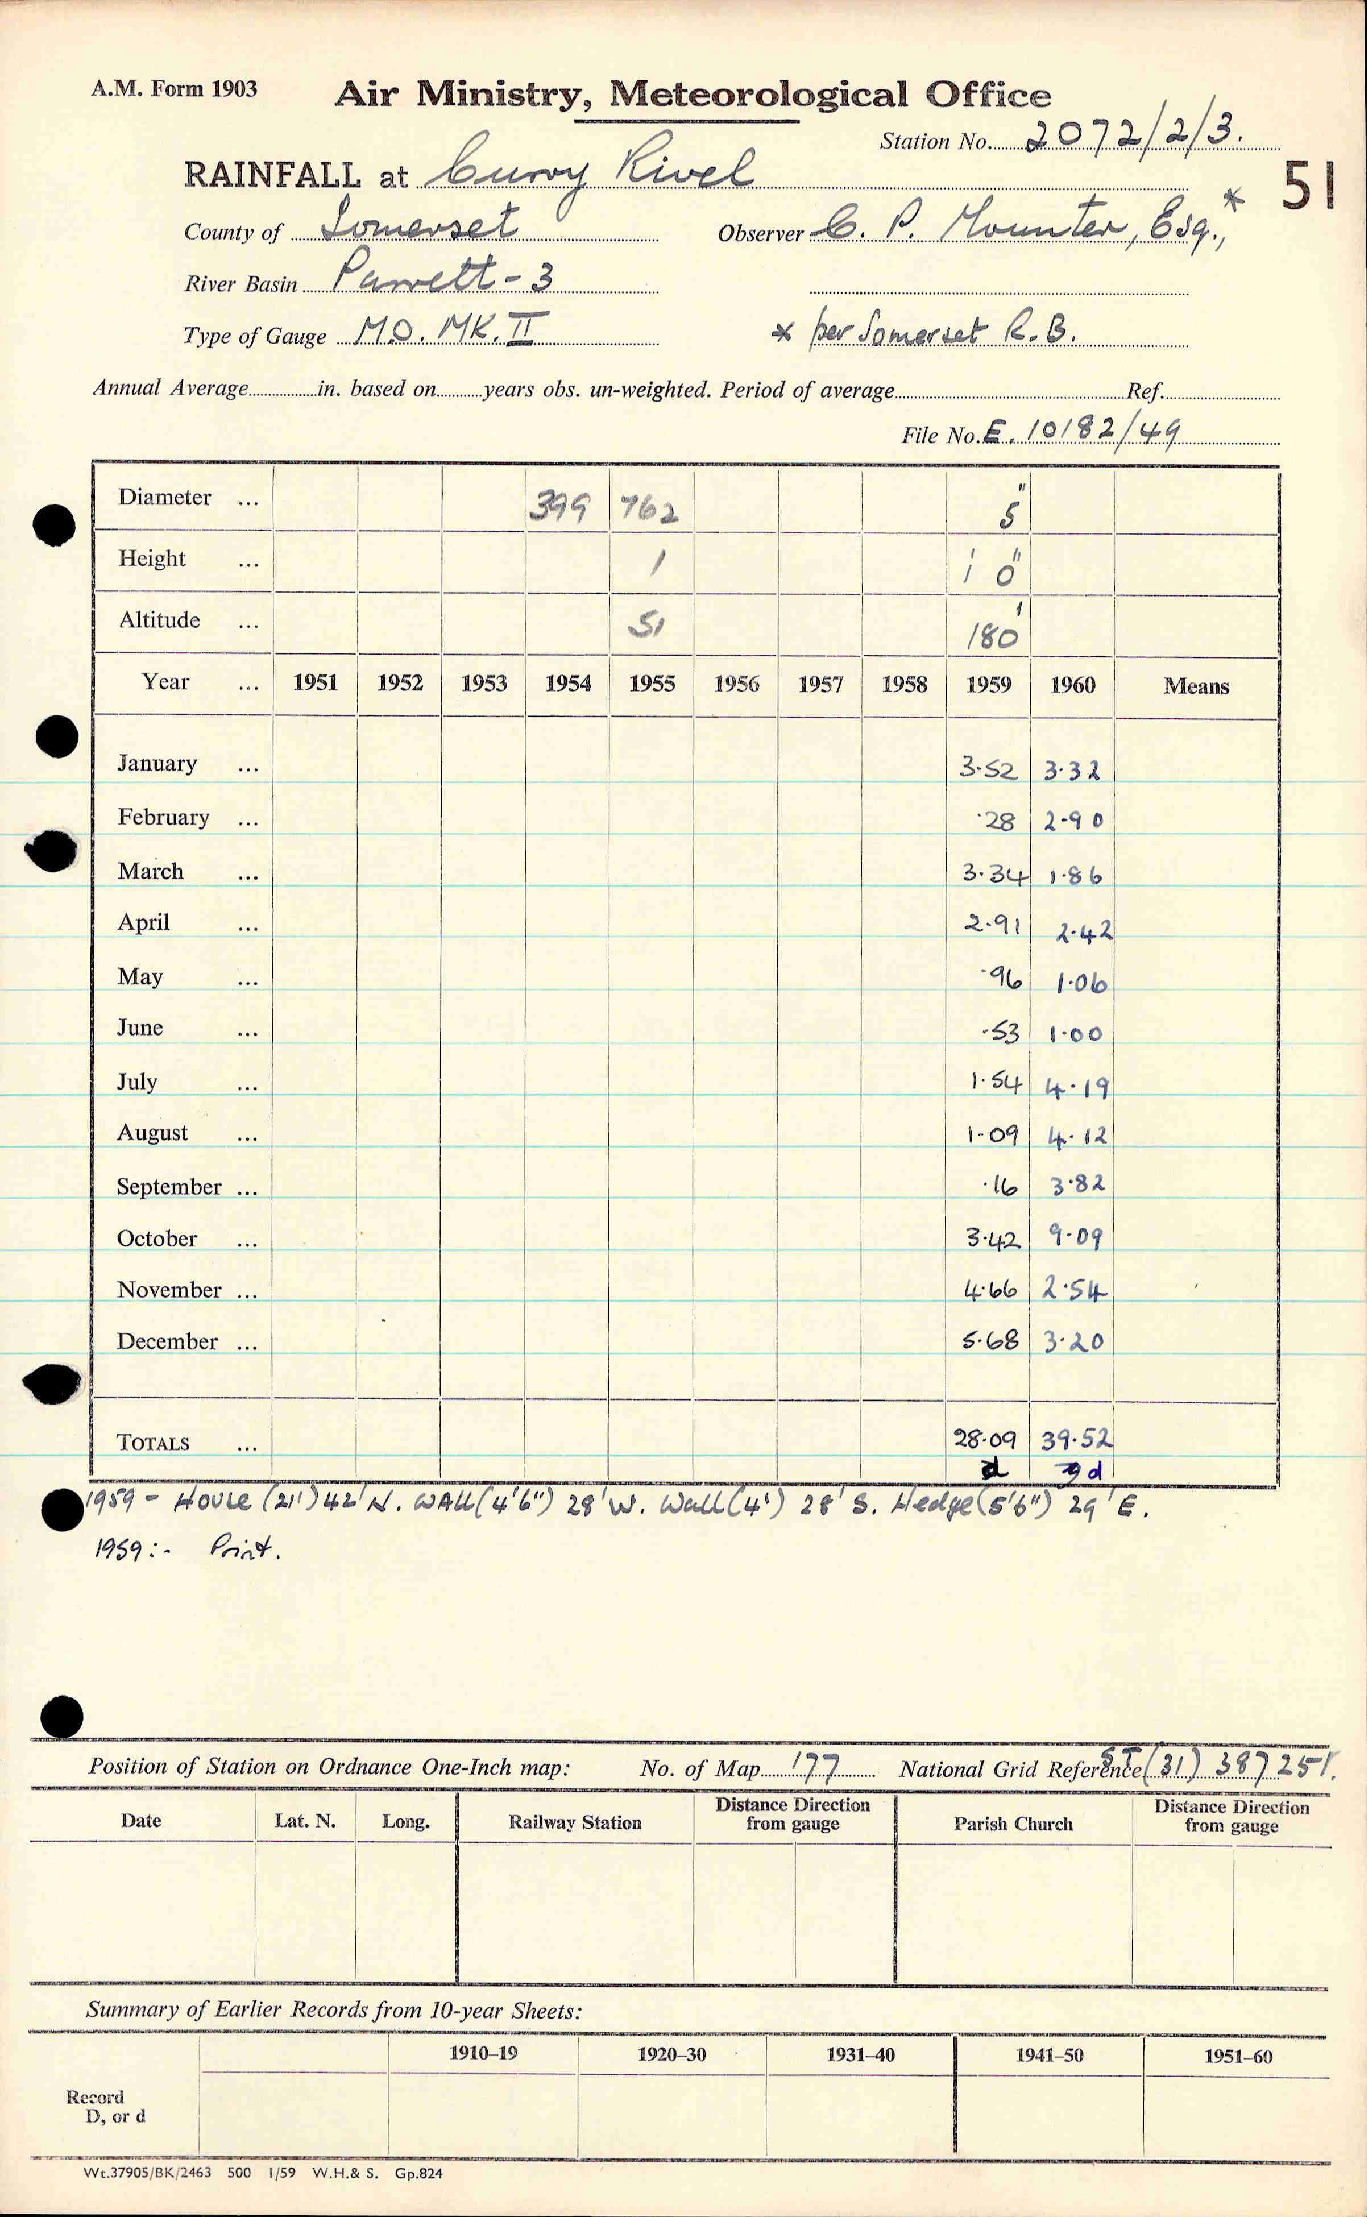 A.M. Form 1903 Air Ministry, Meteorological Office
Station No. 2072/2/3.
RAINFALL at Curry Rivel 51
County of Somerset Observer C. P. Mounter, Esq., *
River Basin Parrett - 3
Type of Gauge M.O. MK. II * per Somerset R.B.
Annual Average in. based on years obs. un-weighted. Period of average Ref.
File No. E. 10182/49
Diameter ... 399 762 5"
Height ... 1 1' 0"
Altitude ... 51 180'
Year ... 1951 1952 1953 1954 1955 1956 1957 1958 1959 1960 Means
January ... 3.52 3.32
February ... .28 2.90
March ... 3.34 1.86
April ... 2.91 2.42
May ... .96 1.06
June ... .53 1.00
July ... 1.54 4.19
August ... 1.09 4.12
September ... .16 3.82
October ... 3.42 9.09
November ... 4.66 2.54
December ... 5.68 3.20
TOTALS ... 28.09 39.52
d d
1959 - House (21') 42' N. Wall (4'6") 28' W. Wall (4') 28' S. Hedge (5'6") 29' E.
1959:- Print.
Position of Station on Ordnance One-Inch map: No. of Map 177 National Grid Reference ST (31) 387251.
Date Lat. N. Long. Railway Station Distance Direction from gauge Parish Church Distance Direction from gauge
Summary of Earlier Records from 10-year Sheets:
1910–19 1920–30 1931–40 1941–50 1951–60
Record
D, or d
Wt.37905/BK/2463 500 1/59 W.H.& S. Gp.824